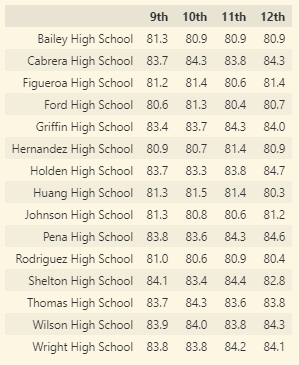 9th 10th 11th 12th
Bailey High School 81.3 80.9 80.9 80.9
Cabrera High School 83.7 84.3 83.8 84.3
Figueroa High School 81.2 81.4 80.6 81.4
Ford High School 80.6 81.3 80.4 80.7
Griffin High School 83.4 83.7 84.3 84.0
Hernandez High School 80.9 80.7 81.4 80.9
Holden High School 83.7 83.3 83.8 84.7
Huang High School 81.3 81.5 81.4 80.3
Johnson High School 81.3 80.8 80.6 81.2
Pena High School 83.8 83.6 84.3 84.6
Rodriguez High School 81.0 80.6 80.9 80.4
Shelton High School 84.1 83.4 84.4 82.8
Thomas High School 83.7 84.3 83.6 83.8
Wilson High School 83.9 84.0 83.8 84.3
Wright High School 83.8 83.8 84.2 84.1